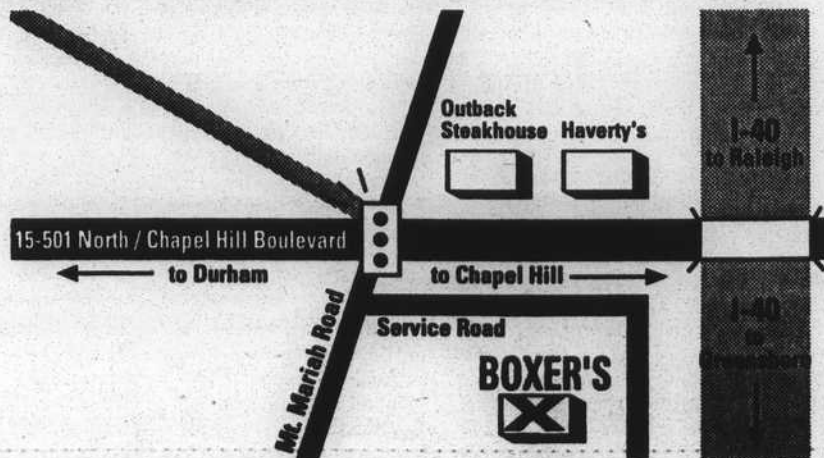 Outback
Steakhouse
Haverty's
I-40
to Raleigh
15-501 North / Chapel Hill Boulevard
to Durham
to Chapel Hill
Mt. Mariah Road
Service Road
I-40
to
Greensboro
BOXER'S
X